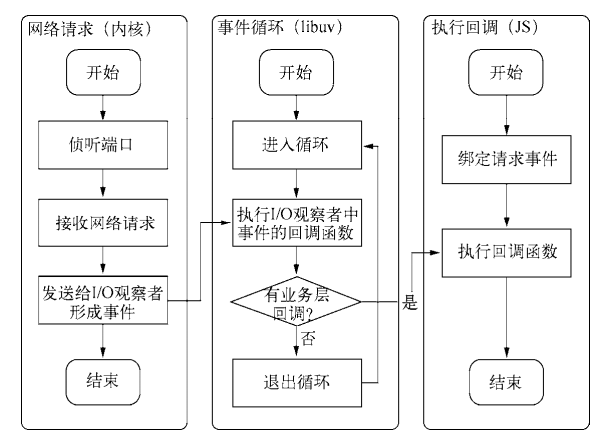 网络请求（内核）
开始
侦听端口
接收网络请求
发送给I/O观察者
形成事件
结束
事件循环（libuv）
开始
进入循环
执行I/O观察者中
事件的回调函数
有业务层
回调?
是
否
退出循环
执行回调（JS）
开始
绑定请求事件
执行回调函数
结束